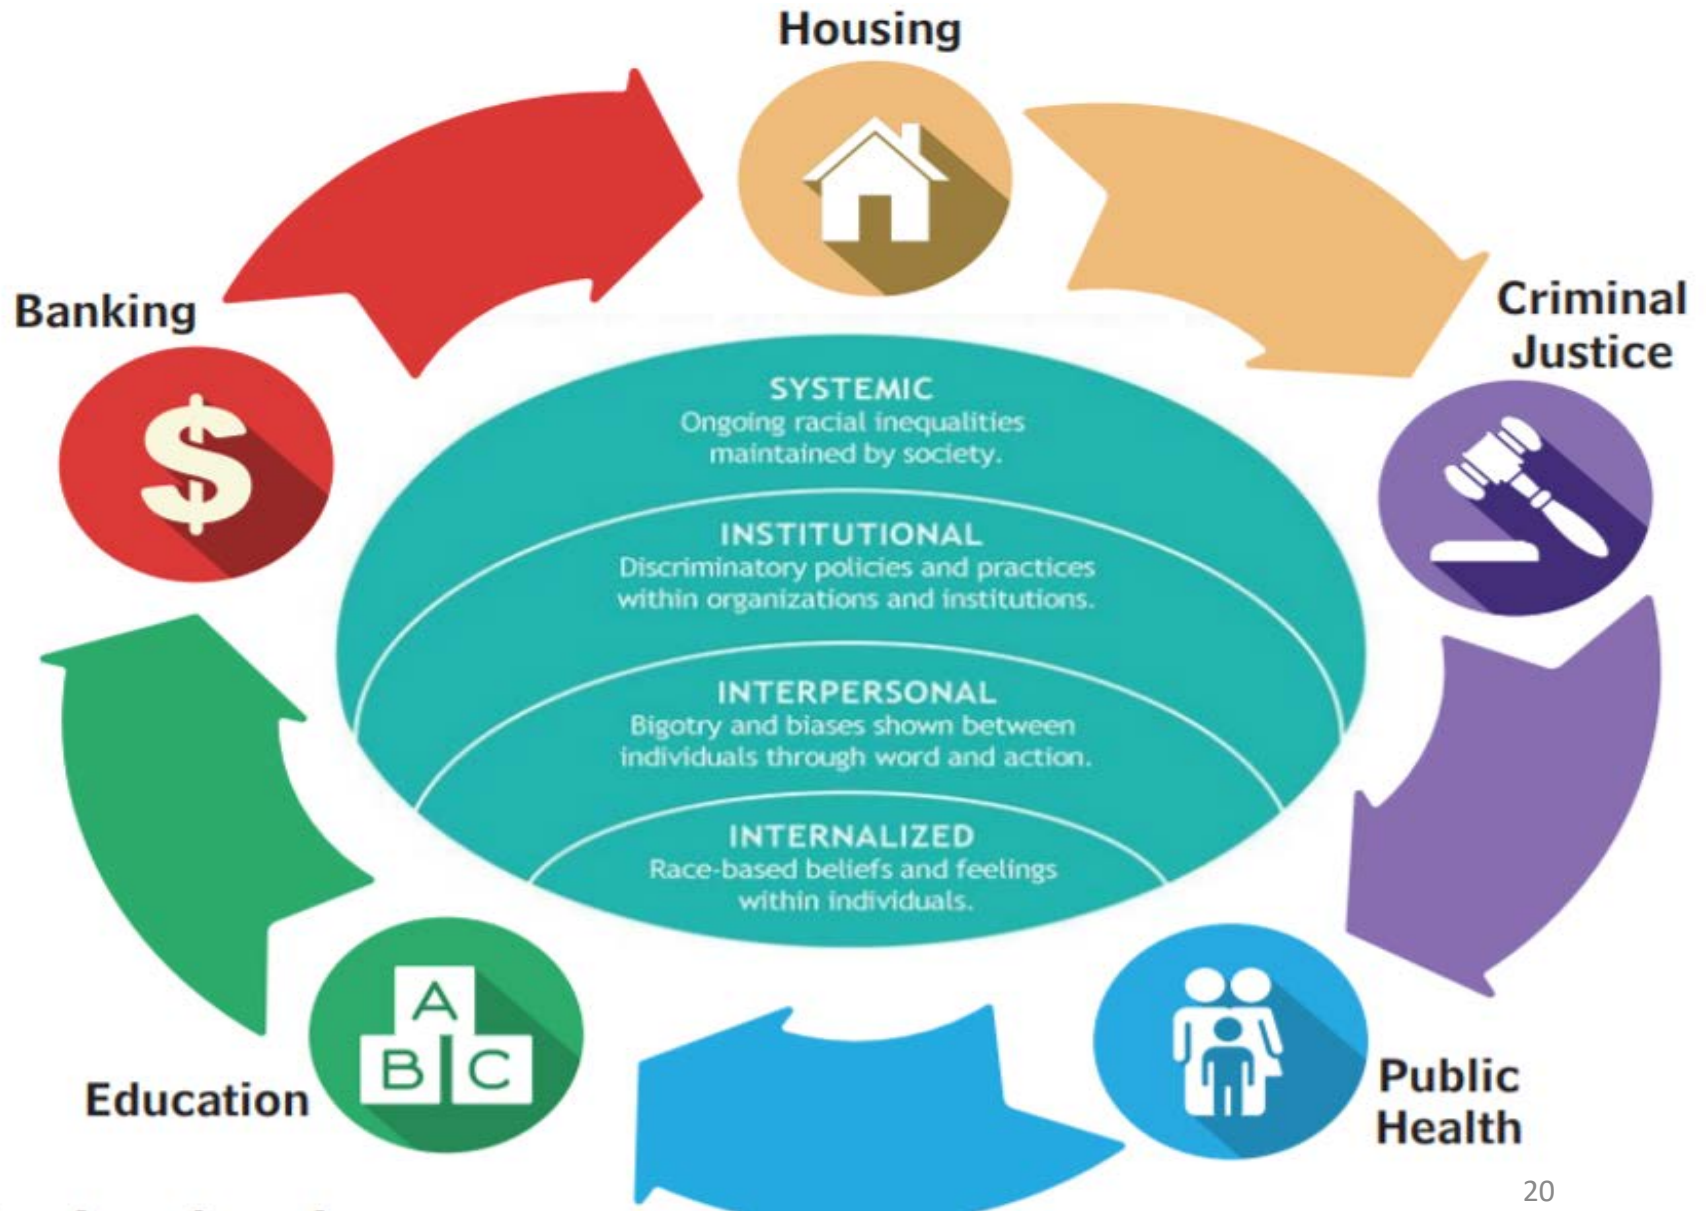 Housing
Banking
Criminal
Justice
$
SYSTEMIC
Ongoing racial inequalities
maintained by society.
INSTITUTIONAL
Discriminatory policies and practices
within organizations and institutions.
INTERPERSONAL
Bigotry and biases shown between
individuals through word and action.
INTERNALIZED
Race-based beliefs and feelings
within individuals.
A
B C
Education
Public
Health
20